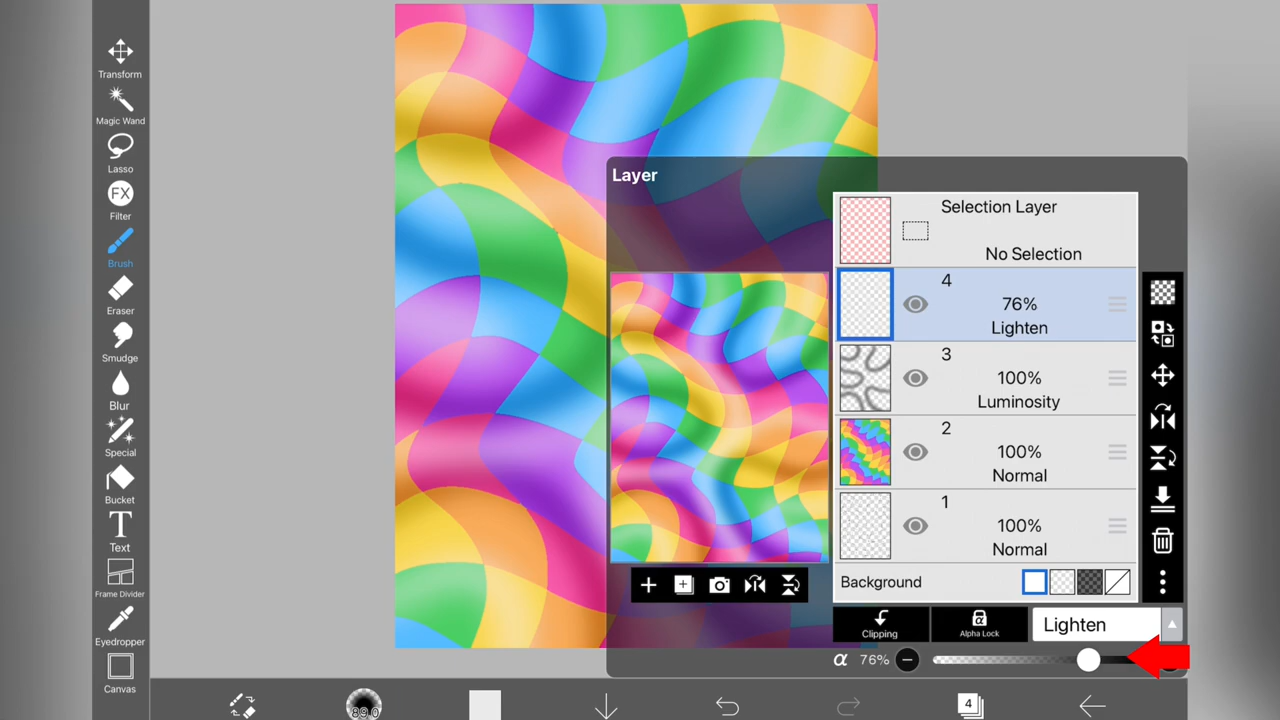 Transform
Magic Wand
Lasso
FX
Filter
Brush
Eraser
Smudge
Blur
Special
Bucket
T
Text
Frame Divider
Eyedropper
Canvas
Layer
Selection Layer
No Selection
4
76%
Lighten
3
100%
Luminosity
2
100%
Normal
1
100%
Normal
Background
Clipping
Alpha Lock
Lighten
α 76%
89.0
4